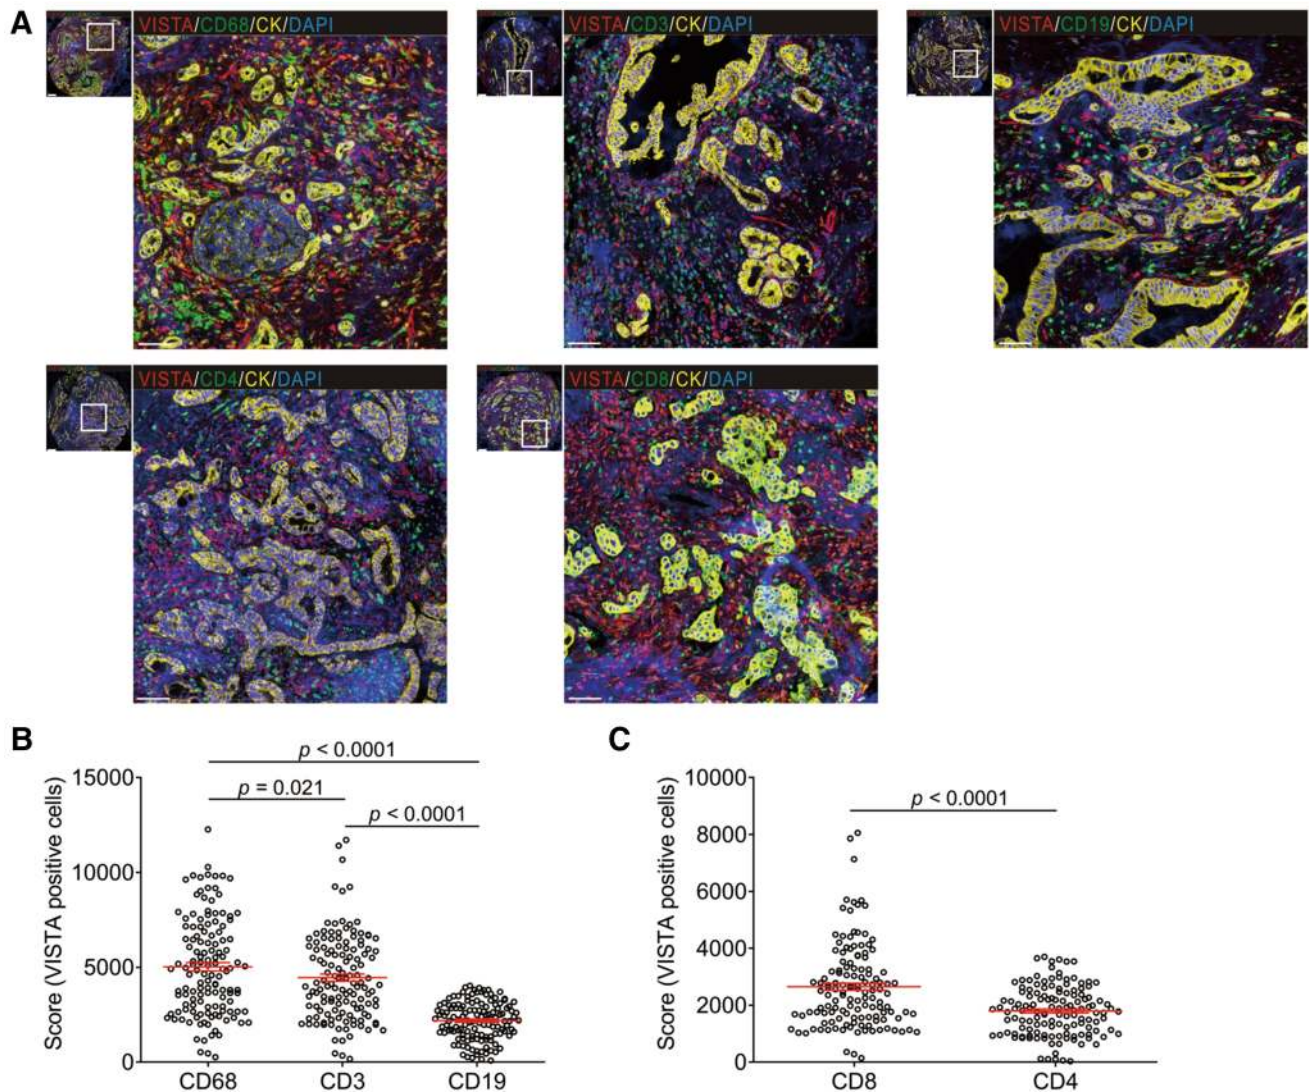 A
VISTA/CD68/CK/DAPI
VISTA/CD3/CK/DAPI
VISTA/CD19/CK/DAPI
VISTA/CD4/CK/DAPI
VISTA/CD8/CK/DAPI
B
Score (VISTA positive cells)
15000
10000
5000
0
p < 0.0001
p = 0.021
p < 0.0001
CD68
CD3
CD19
C
Score (VISTA positive cells)
10000
8000
6000
4000
2000
0
p < 0.0001
CD8
CD4